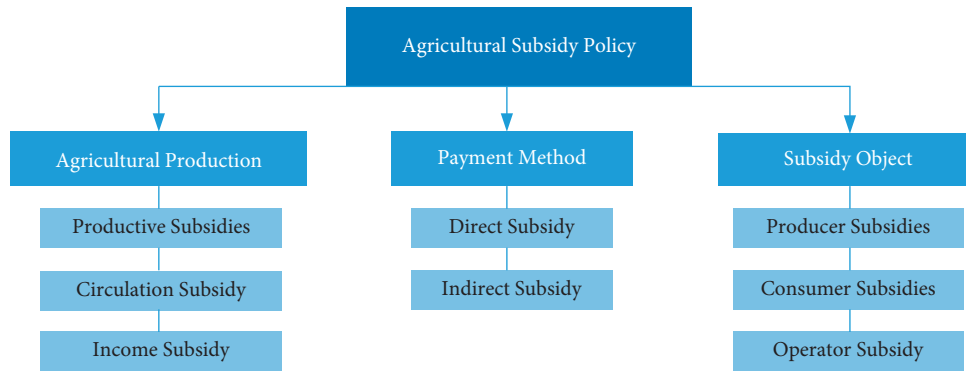 Agricultural Subsidy Policy
Agricultural Production
Payment Method
Subsidy Object
Productive Subsidies
Direct Subsidy
Producer Subsidies
Circulation Subsidy
Indirect Subsidy
Consumer Subsidies
Income Subsidy
Operator Subsidy